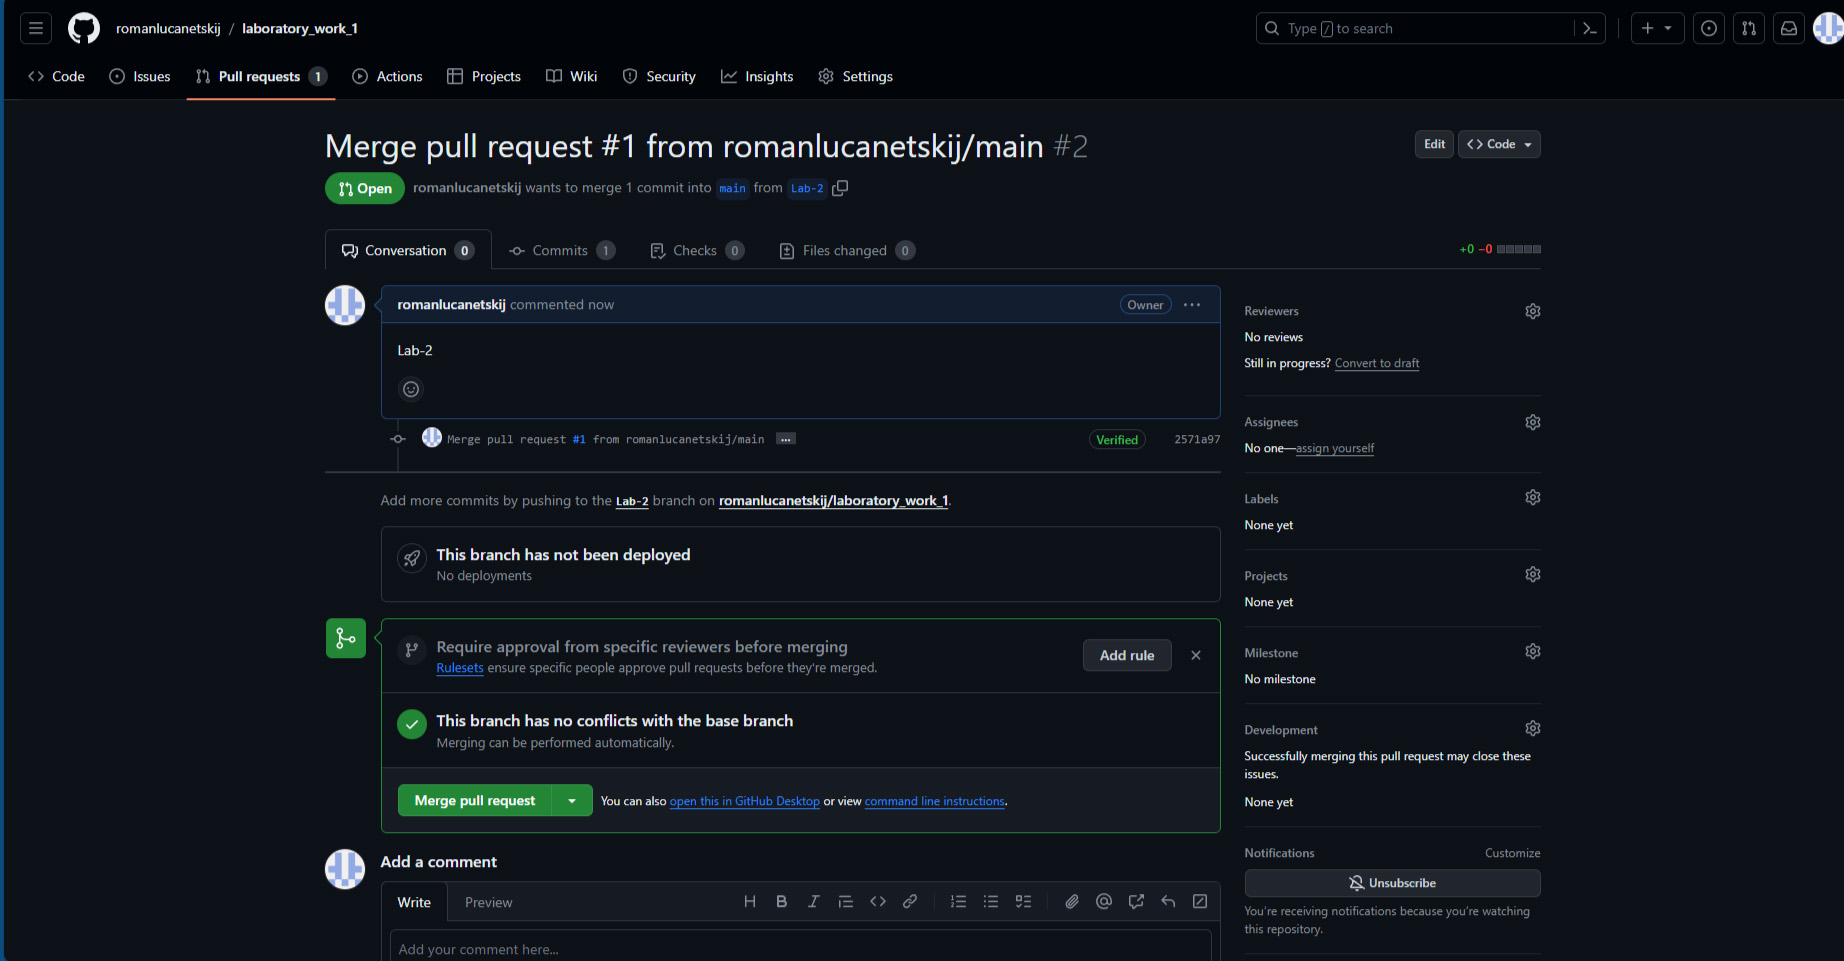 romanlucanetskij / laboratory_work_1
Type / to search
Code Issues Pull requests 1 Actions Projects Wiki Security Insights Settings
Merge pull request #1 from romanlucanetskij/main #2
Edit Code
Open romanlucanetskij wants to merge 1 commit into main from Lab-2
Conversation 0 Commits 1 Checks 0 Files changed 0
+0 −0
romanlucanetskij commented now
Owner
Lab-2
Merge pull request #1 from romanlucanetskij/main ...
Verified 2571a97
Add more commits by pushing to the Lab-2 branch on romanlucanetskij/laboratory_work_1.
This branch has not been deployed
No deployments
Require approval from specific reviewers before merging
Rulesets ensure specific people approve pull requests before they're merged.
Add rule
This branch has no conflicts with the base branch
Merging can be performed automatically.
Merge pull request You can also open this in GitHub Desktop or view command line instructions.
Add a comment
Write Preview
Add your comment here...
Reviewers
No reviews
Still in progress? Convert to draft
Assignees
No one—assign yourself
Labels
None yet
Projects
None yet
Milestone
No milestone
Development
Successfully merging this pull request may close these
issues.
None yet
Notifications Customize
Unsubscribe
You're receiving notifications because you're watching
this repository.